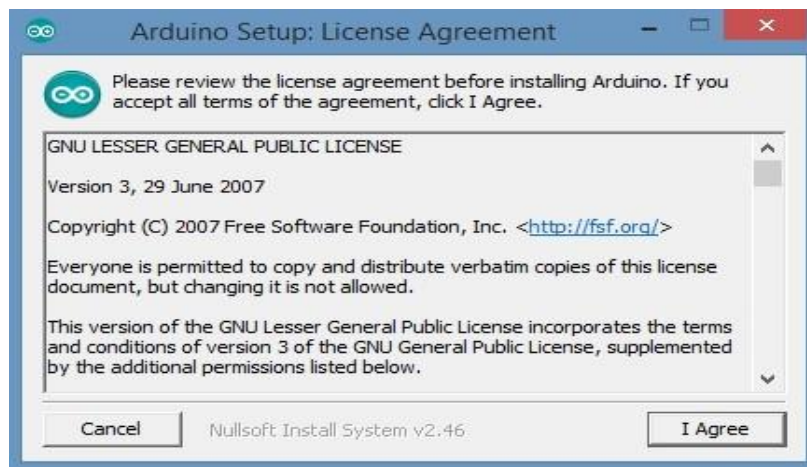 Arduino Setup: License Agreement
Please review the license agreement before installing Arduino. If you
accept all terms of the agreement, click I Agree.
GNU LESSER GENERAL PUBLIC LICENSE
Version 3, 29 June 2007
Copyright (C) 2007 Free Software Foundation, Inc. <http://fsf.org/>
Everyone is permitted to copy and distribute verbatim copies of this license
document, but changing it is not allowed.
This version of the GNU Lesser General Public License incorporates the terms
and conditions of version 3 of the GNU General Public License, supplemented
by the additional permissions listed below.
Cancel
Nullsoft Install System v2.46
I Agree